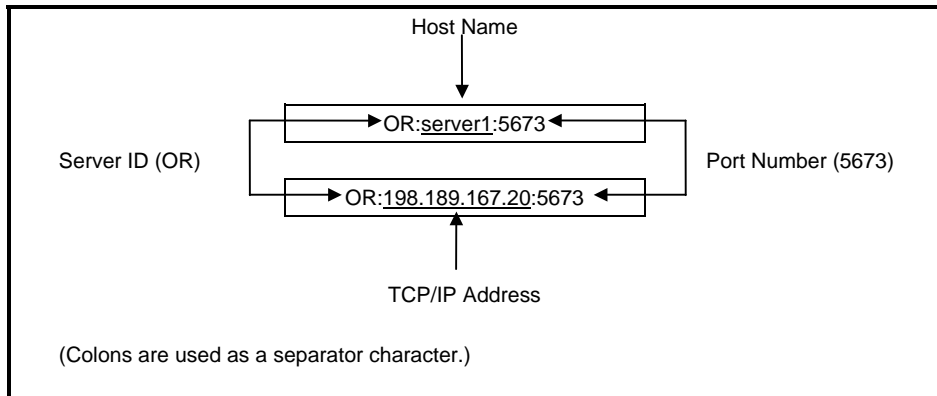 Host Name
OR:server1:5673
Server ID (OR)
Port Number (5673)
OR:198.189.167.20:5673
TCP/IP Address
(Colons are used as a separator character.)